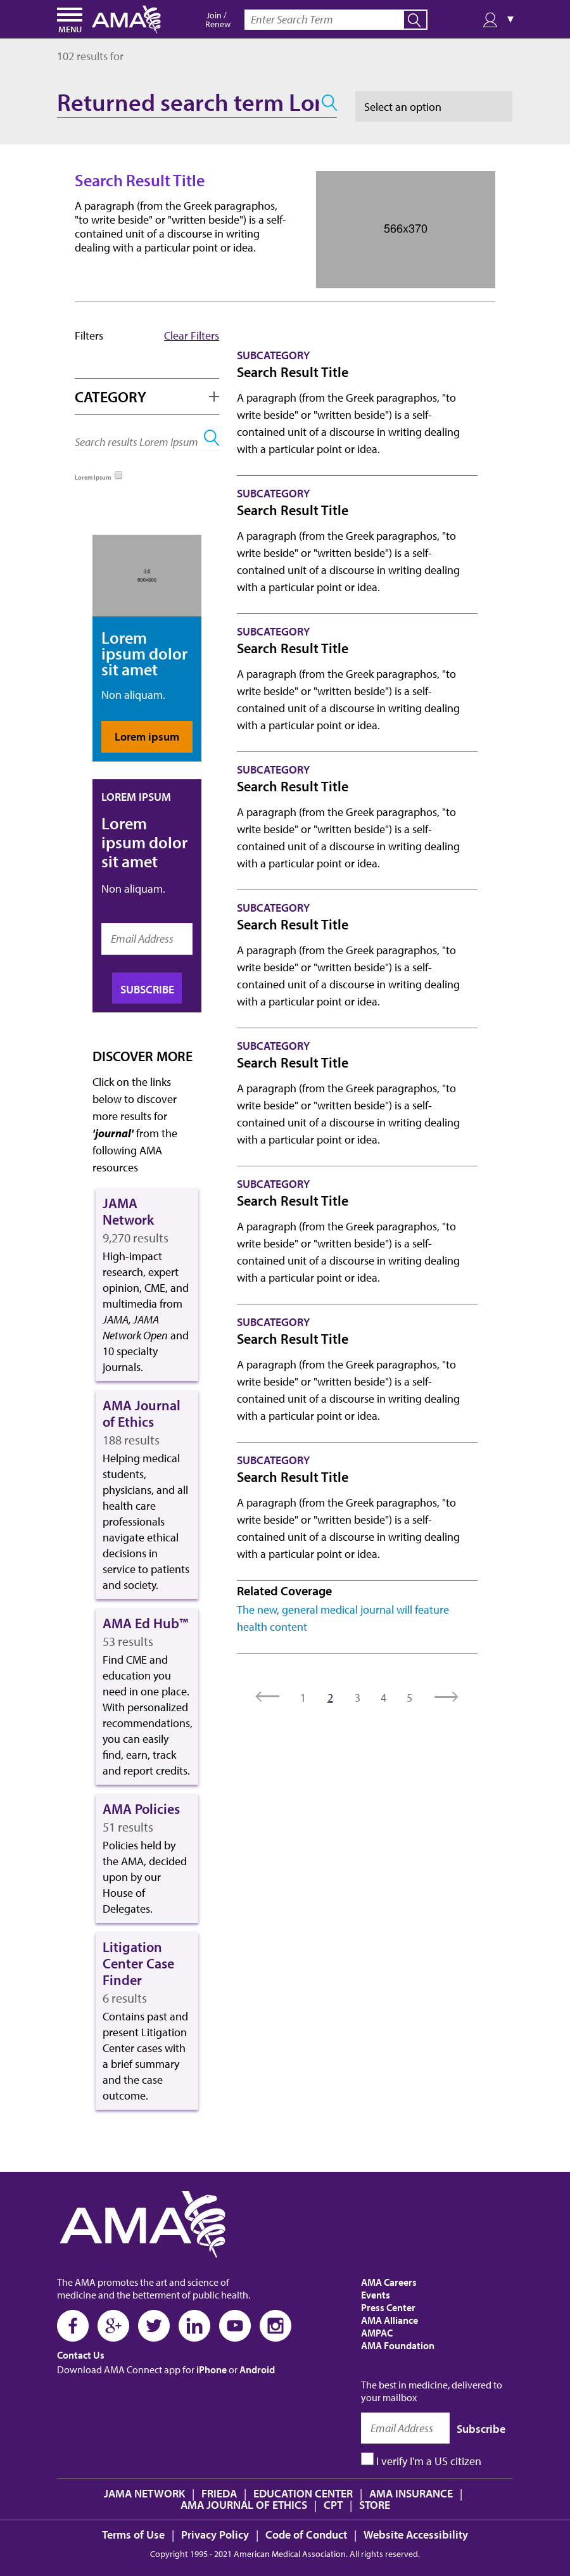 MENU
AMA
Join /
Renew
Enter Search Term
▼
102 results for
Returned search term Lor
Select an option
Search Result Title
A paragraph (from the Greek paragraphos,
"to write beside" or "written beside") is a self-
contained unit of a discourse in writing
dealing with a particular point or idea.
566x370
Filters
Clear Filters
CATEGORY
Search results Lorem Ipsum
Lorem Ipsum
3:2
900x600
Lorem
ipsum dolor
sit amet
Non aliquam.
Lorem ipsum
LOREM IPSUM
Lorem
ipsum dolor
sit amet
Non aliquam.
Email Address
SUBSCRIBE
DISCOVER MORE
Click on the links
below to discover
more results for
'journal' from the
following AMA
resources
JAMA
Network
9,270 results
High-impact
research, expert
opinion, CME, and
multimedia from
JAMA, JAMA
Network Open and
10 specialty
journals.
AMA Journal
of Ethics
188 results
Helping medical
students,
physicians, and all
health care
professionals
navigate ethical
decisions in
service to patients
and society.
AMA Ed Hub™
53 results
Find CME and
education you
need in one place.
With personalized
recommendations,
you can easily
find, earn, track
and report credits.
AMA Policies
51 results
Policies held by
the AMA, decided
upon by our
House of
Delegates.
Litigation
Center Case
Finder
6 results
Contains past and
present Litigation
Center cases with
a brief summary
and the case
outcome.
SUBCATEGORY
Search Result Title
A paragraph (from the Greek paragraphos, "to
write beside" or "written beside") is a self-
contained unit of a discourse in writing dealing
with a particular point or idea.
SUBCATEGORY
Search Result Title
A paragraph (from the Greek paragraphos, "to
write beside" or "written beside") is a self-
contained unit of a discourse in writing dealing
with a particular point or idea.
SUBCATEGORY
Search Result Title
A paragraph (from the Greek paragraphos, "to
write beside" or "written beside") is a self-
contained unit of a discourse in writing dealing
with a particular point or idea.
SUBCATEGORY
Search Result Title
A paragraph (from the Greek paragraphos, "to
write beside" or "written beside") is a self-
contained unit of a discourse in writing dealing
with a particular point or idea.
SUBCATEGORY
Search Result Title
A paragraph (from the Greek paragraphos, "to
write beside" or "written beside") is a self-
contained unit of a discourse in writing dealing
with a particular point or idea.
SUBCATEGORY
Search Result Title
A paragraph (from the Greek paragraphos, "to
write beside" or "written beside") is a self-
contained unit of a discourse in writing dealing
with a particular point or idea.
SUBCATEGORY
Search Result Title
A paragraph (from the Greek paragraphos, "to
write beside" or "written beside") is a self-
contained unit of a discourse in writing dealing
with a particular point or idea.
SUBCATEGORY
Search Result Title
A paragraph (from the Greek paragraphos, "to
write beside" or "written beside") is a self-
contained unit of a discourse in writing dealing
with a particular point or idea.
SUBCATEGORY
Search Result Title
A paragraph (from the Greek paragraphos, "to
write beside" or "written beside") is a self-
contained unit of a discourse in writing dealing
with a particular point or idea.
Related Coverage
The new, general medical journal will feature
health content
1 2 3 4 5
AMA
The AMA promotes the art and science of
medicine and the betterment of public health.
Contact Us
Download AMA Connect app for iPhone or Android
AMA Careers
Events
Press Center
AMA Alliance
AMPAC
AMA Foundation
The best in medicine, delivered to
your mailbox
Email Address
Subscribe
I verify I'm a US citizen
JAMA NETWORK | FRIEDA | EDUCATION CENTER | AMA INSURANCE |
AMA JOURNAL OF ETHICS | CPT | STORE
Terms of Use | Privacy Policy | Code of Conduct | Website Accessibility
Copyright 1995 - 2021 American Medical Association. All rights reserved.